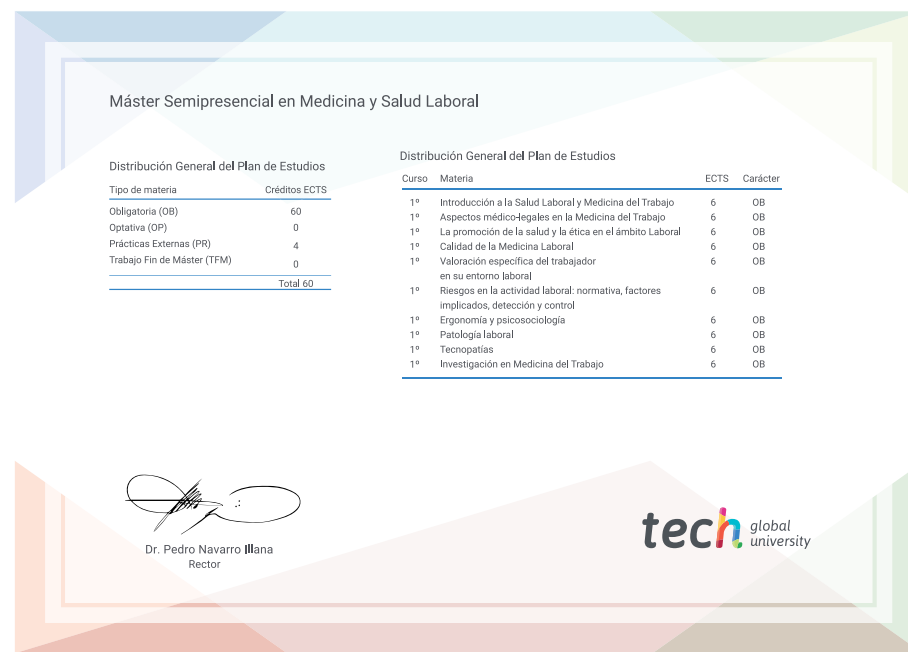 Máster Semipresencial en Medicina y Salud Laboral
Distribución General del Plan de Estudios
Tipo de materia Créditos ECTS
Obligatoria (OB) 60
Optativa (OP) 0
Prácticas Externas (PR) 4
Trabajo Fin de Máster (TFM) 0
Total 60
Distribución General del Plan de Estudios
Curso Materia ECTS Carácter
1º Introducción a la Salud Laboral y Medicina del Trabajo 6 OB
1º Aspectos médico-legales en la Medicina del Trabajo 6 OB
1º La promoción de la salud y la ética en el ámbito Laboral 6 OB
1º Calidad de la Medicina Laboral 6 OB
1º Valoración específica del trabajador 6 OB
en su entorno laboral
1º Riesgos en la actividad laboral: normativa, factores 6 OB
implicados, detección y control
1º Ergonomía y psicosociología 6 OB
1º Patología laboral 6 OB
1º Tecnopatías 6 OB
1º Investigación en Medicina del Trabajo 6 OB
Dr. Pedro Navarro Illana
Rector
tech global
university